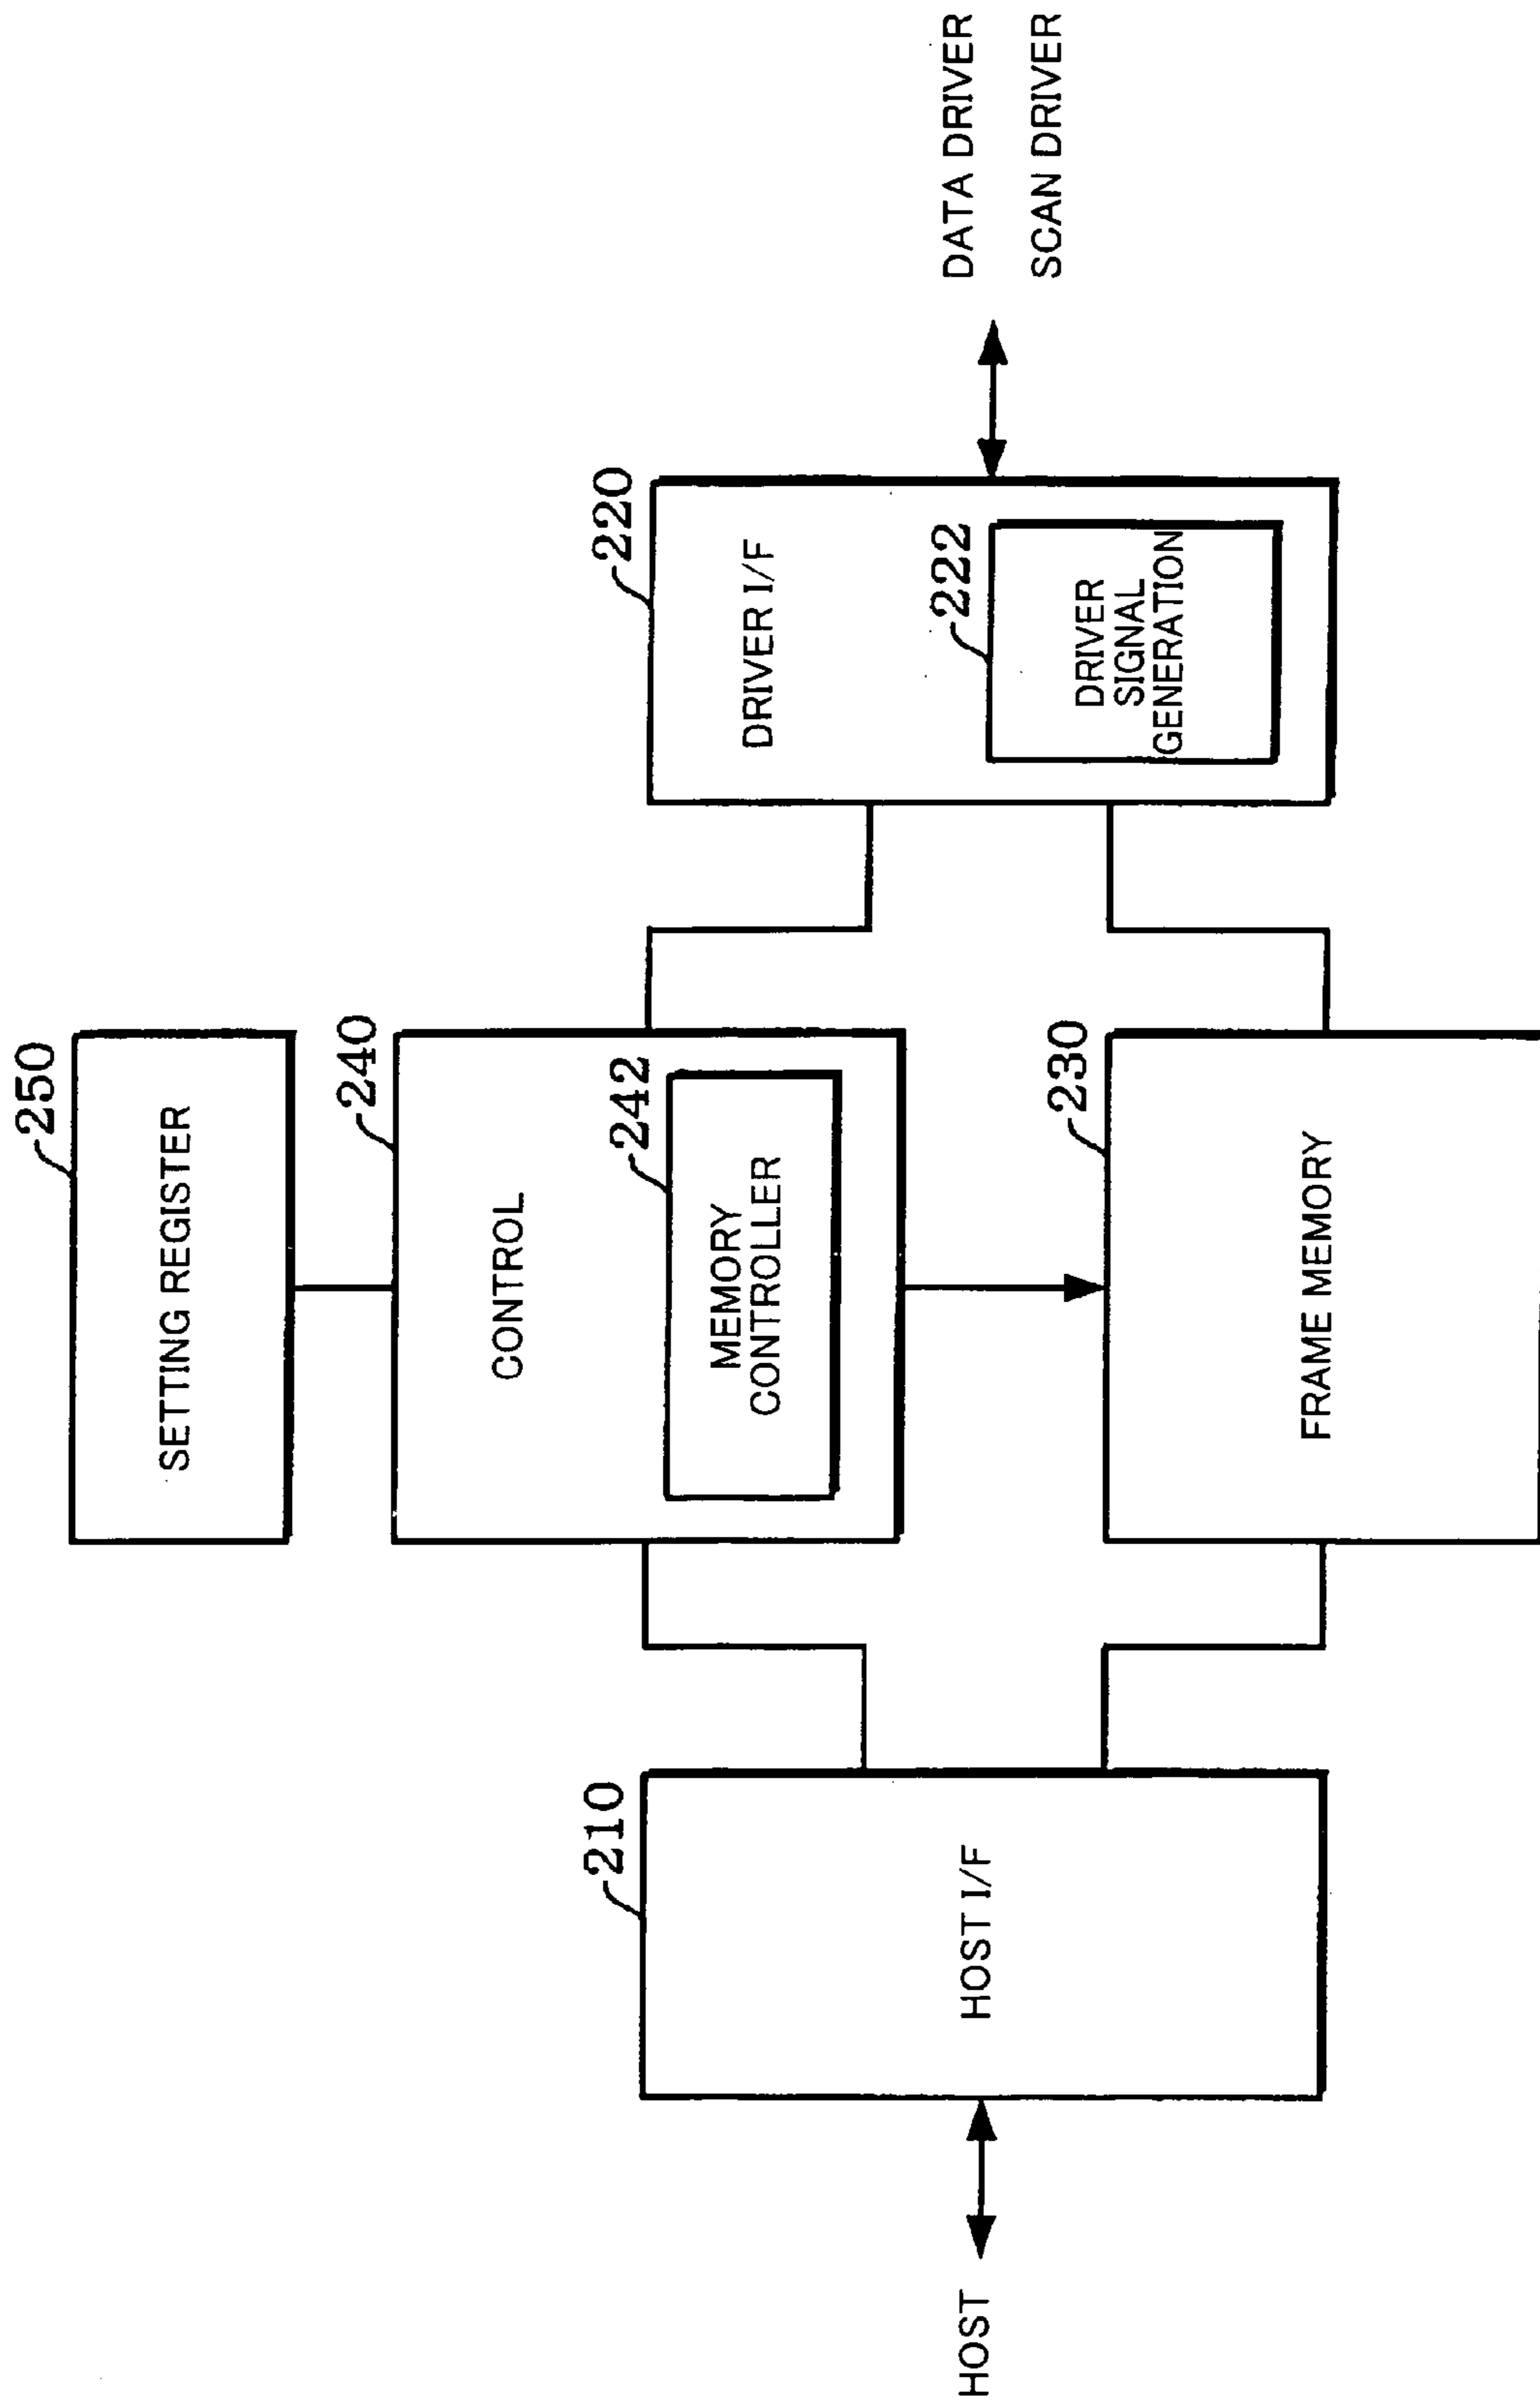 250
SETTING REGISTER
240
CONTROL
242
MEMORY
CONTROLLER
210
HOST I/F
HOST
220
DRIVER I/F
222
DRIVER
SIGNAL
GENERATION
DATA DRIVER
SCAN DRIVER
230
FRAME MEMORY